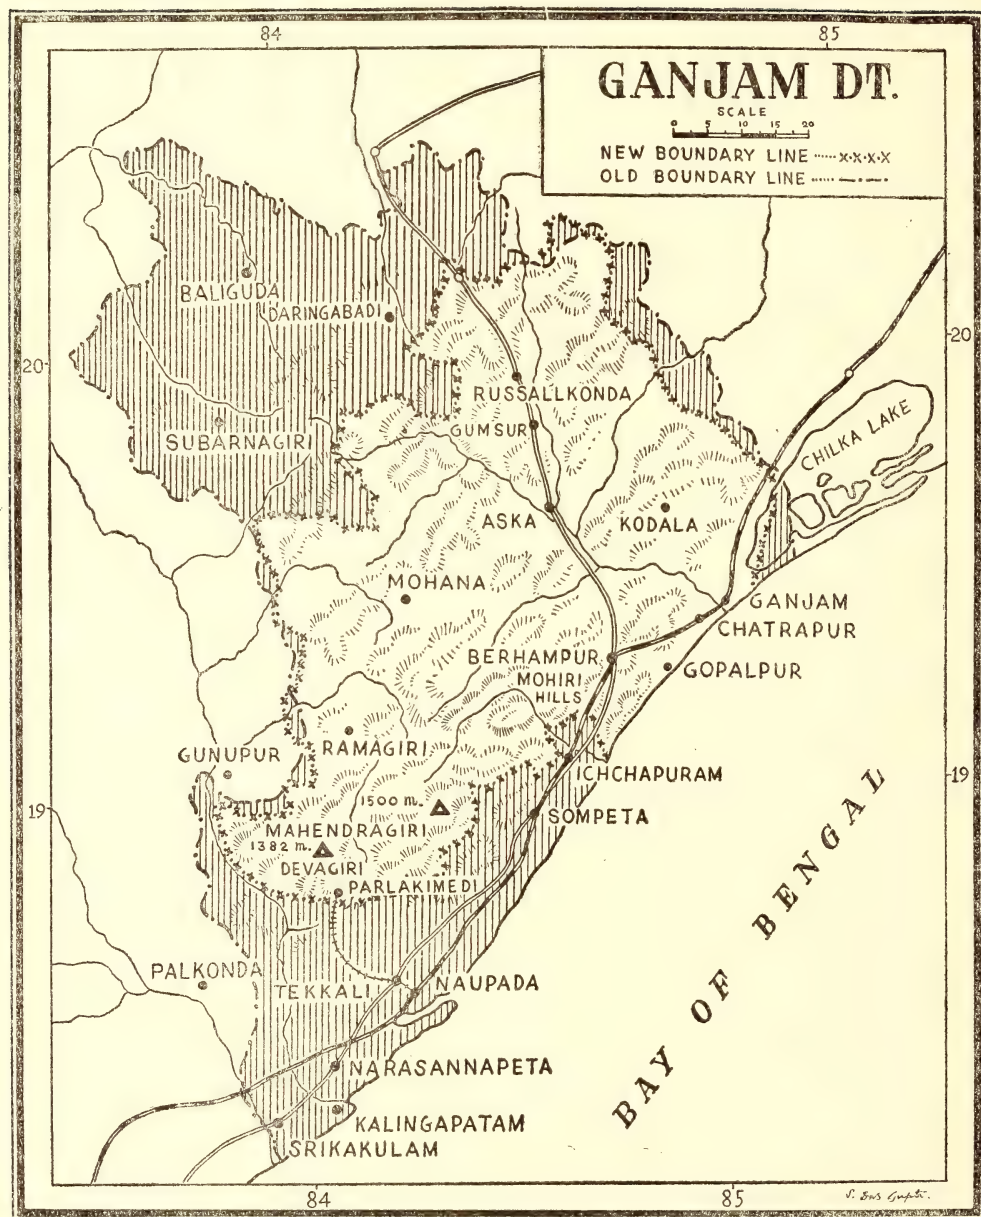 84
85
GANJAM DT.
SCALE
0 5 10 15 20
NEW BOUNDARY LINE
OLD BOUNDARY LINE
BALIGUDA
DARINGABADI
20
20
RUSSALLKONDA
GUMSUR
SUBARNAGIRI
CHILKA LAKE
ASKA
KODALA
MOHANA
GANJAM
CHATRAPUR
BERHAMPUR
MOHIRI
HILLS
GOPALPUR
RAMAGIRI
GUNUPUR
ICHCHAPURAM
19
19
1500 m.
SOMPETA
MAHENDRAGIRI
1382 m.
DEVAGIRI
PARLAKIMEDI
BAY OF BENGAL
PALKONDA
TEKKALI
NAUPADA
NARASANNAPETA
KALINGAPATAM
SRIKAKULAM
84
85
S. Das Gupta.